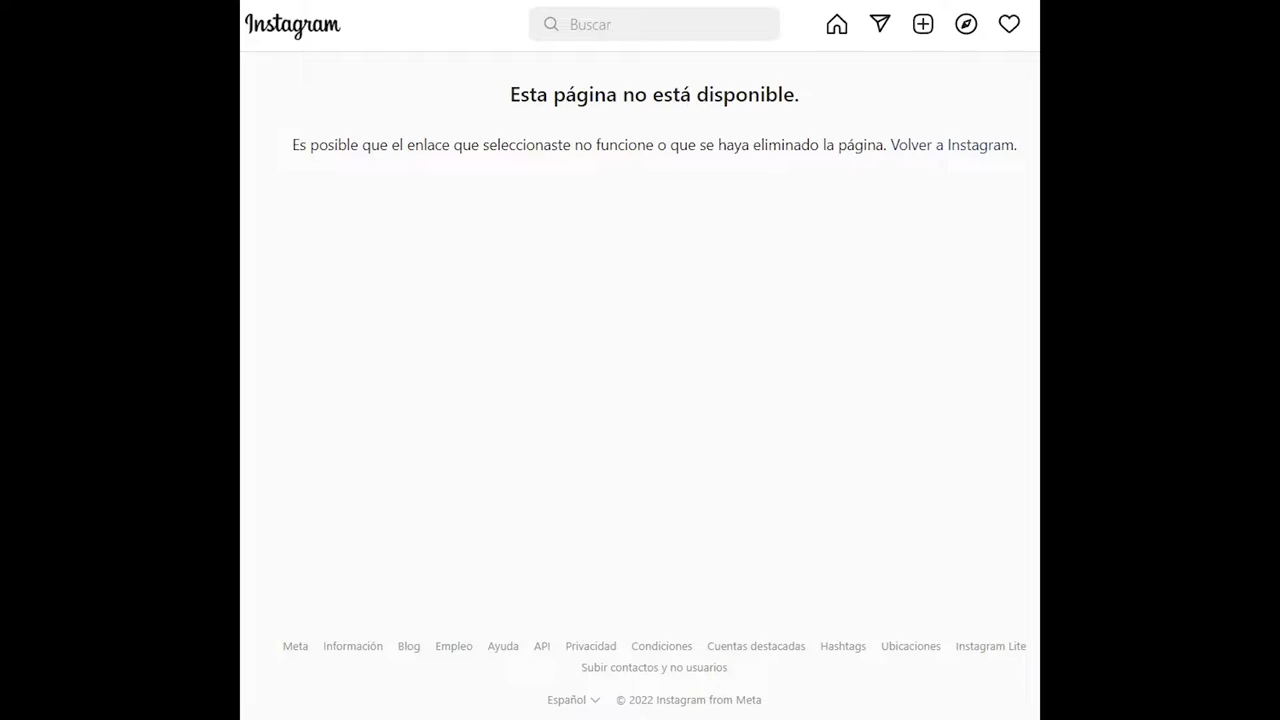 Instagram
Buscar
Esta página no está disponible.
Es posible que el enlace que seleccionaste no funcione o que se haya eliminado la página. Volver a Instagram.
Meta Información Blog Empleo Ayuda API Privacidad Condiciones Cuentas destacadas Hashtags Ubicaciones Instagram Lite
Subir contactos y no usuarios
Español © 2022 Instagram from Meta